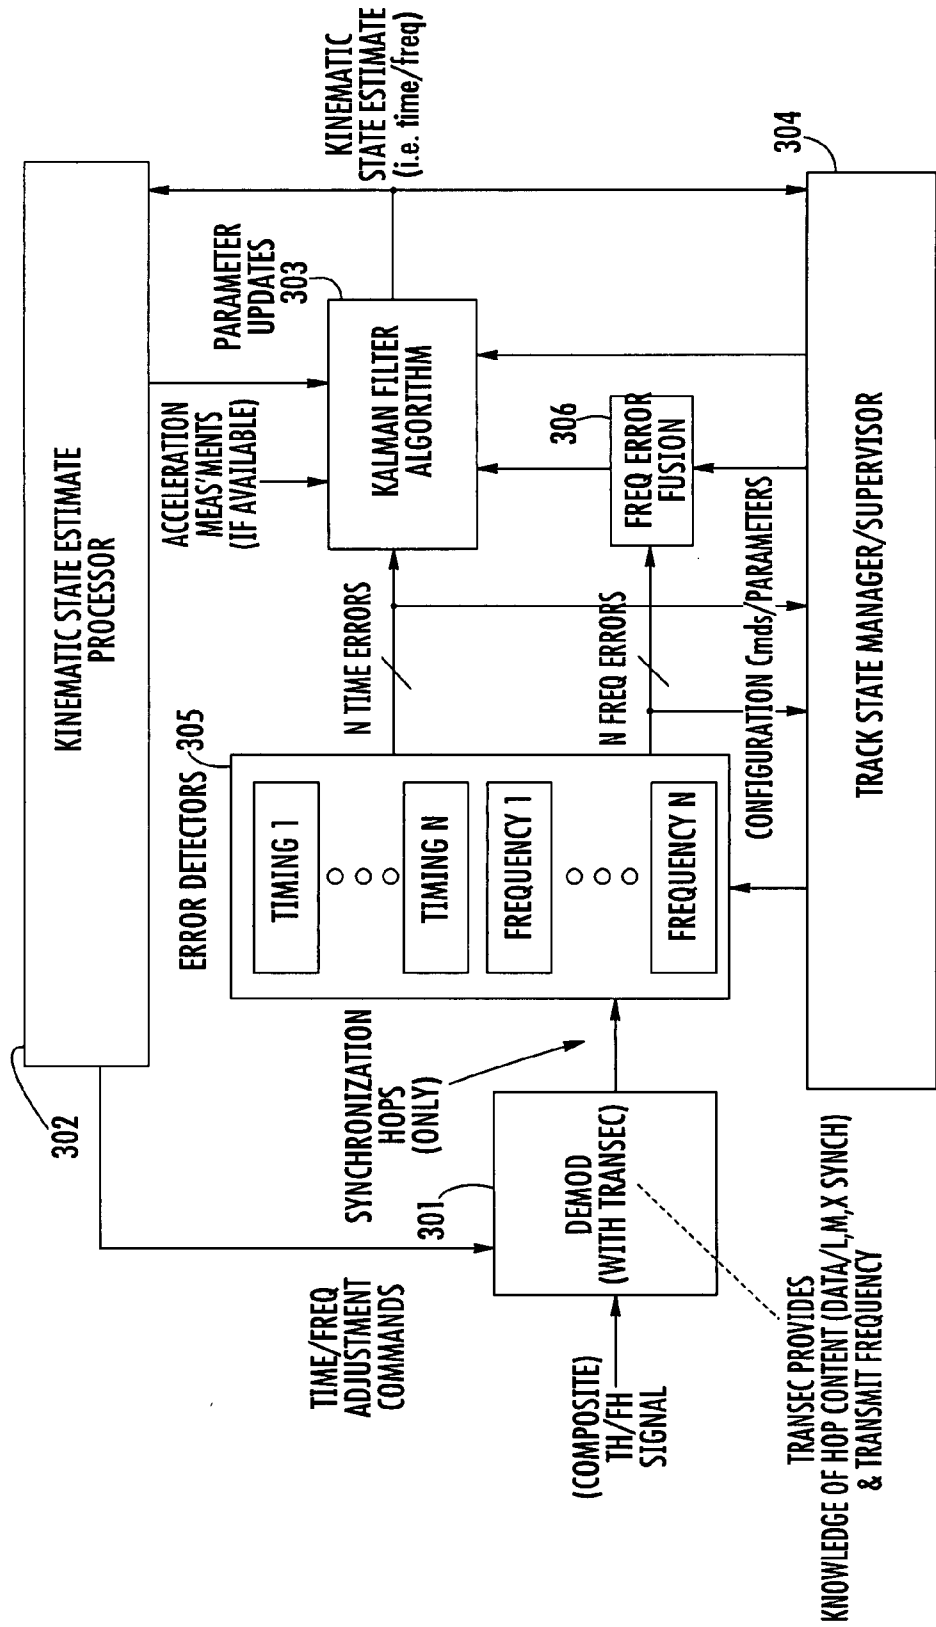 302
KINEMATIC STATE ESTIMATE
PROCESSOR
TIME/FREQ
ADJUSTMENT
COMMANDS
SYNCHRONIZATION
HOPS
(ONLY)
ERROR DETECTORS
305
TIMING 1
TIMING N
FREQUENCY 1
FREQUENCY N
ACCELERATION
MEAS'MENTS
(IF AVAILABLE)
PARAMETER
UPDATES
303
KALMAN FILTER
ALGORITHM
KINEMATIC
STATE ESTIMATE
(i.e. time/freq)
N TIME ERRORS
N FREQ ERRORS
306
FREQ ERROR
FUSION
301
DEMOD
(WITH TRANSEC)
(COMPOSITE)
TH/FH
SIGNAL
TRANSEC PROVIDES
KNOWLEDGE OF HOP CONTENT (DATA/L,M,X SYNCH)
& TRANSMIT FREQUENCY
CONFIGURATION Cmds/PARAMETERS
304
TRACK STATE MANAGER/SUPERVISOR